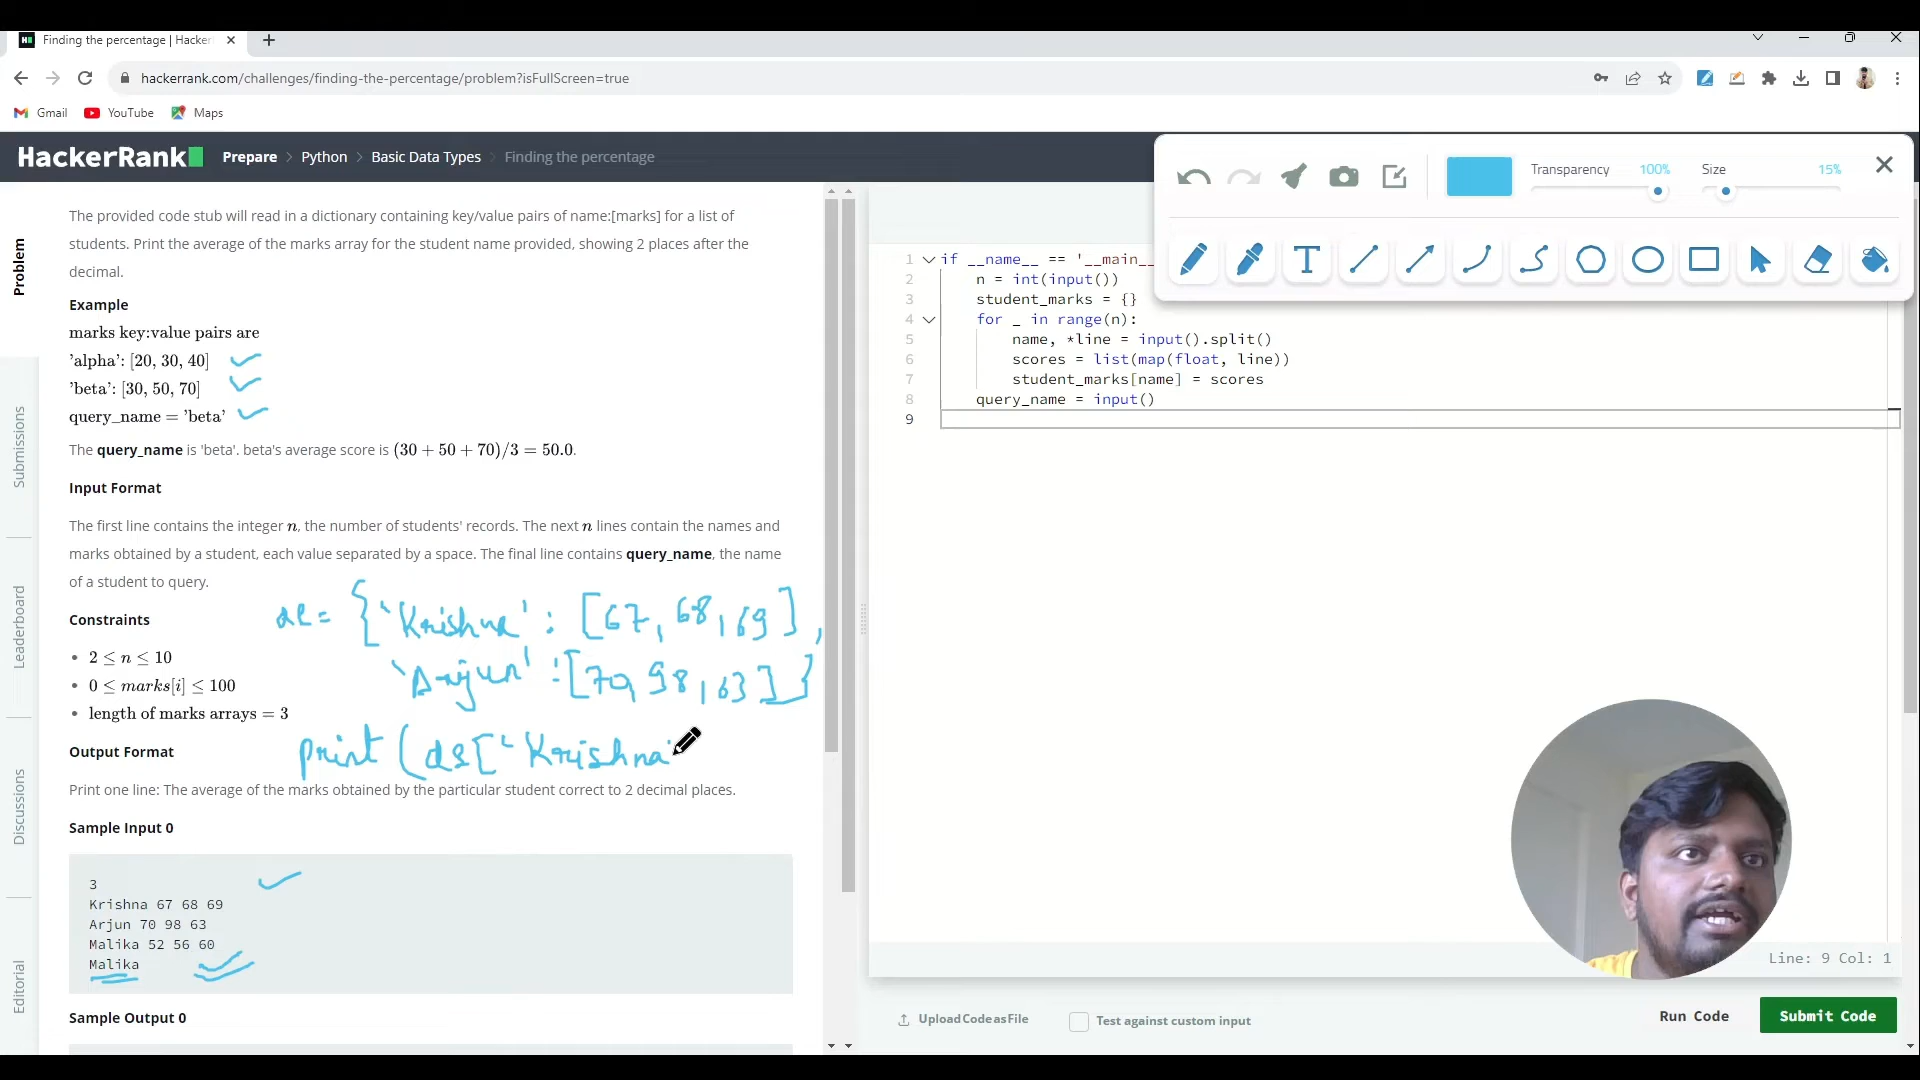 Finding the percentage | Hacker
hackerrank.com/challenges/finding-the-percentage/problem?isFullScreen=true
Gmail YouTube Maps
HackerRank Prepare > Python > Basic Data Types > Finding the percentage
Transparency 100% Size 15%
Problem
Submissions
Leaderboard
Discussions
Editorial
The provided code stub will read in a dictionary containing key/value pairs of name:[marks] for a list of
students. Print the average of the marks array for the student name provided, showing 2 places after the
decimal.
Example
marks key:value pairs are
'alpha': [20, 30, 40]
'beta': [30, 50, 70]
query_name = 'beta'
The query_name is 'beta'. beta's average score is (30 + 50 + 70)/3 = 50.0.
Input Format
The first line contains the integer n, the number of students' records. The next n lines contain the names and
marks obtained by a student, each value separated by a space. The final line contains query_name, the name
of a student to query.
Constraints
• 2 ≤ n ≤ 10
• 0 ≤ marks[i] ≤ 100
• length of marks arrays = 3
{'Krishna' : [67, 68, 69],
'Arjun' : [70, 98, 63]}
print (ds['Krishna'
Output Format
Print one line: The average of the marks obtained by the particular student correct to 2 decimal places.
Sample Input 0
3
Krishna 67 68 69
Arjun 70 98 63
Malika 52 56 60
Malika
Sample Output 0
1 if __name__ == '__main__
2 n = int(input())
3 student_marks = {}
4 for _ in range(n):
5 name, *line = input().split()
6 scores = list(map(float, line))
7 student_marks[name] = scores
8 query_name = input()
9
Line: 9 Col: 1
Upload Code as File Test against custom input Run Code Submit Code